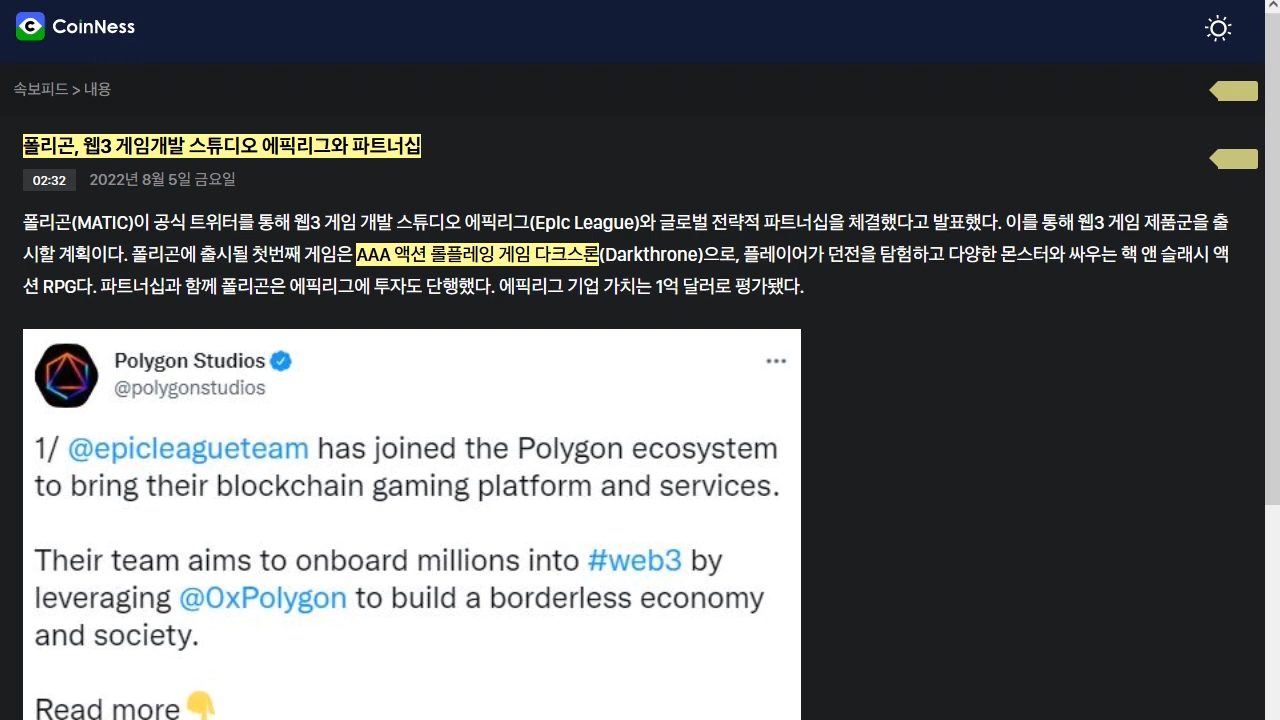 CoinNess
속보피드 > 내용
폴리곤, 웹3 게임개발 스튜디오 에픽리그와 파트너십
02:32 2022년 8월 5일 금요일
폴리곤(MATIC)이 공식 트위터를 통해 웹3 게임 개발 스튜디오 에픽리그(Epic League)와 글로벌 전략적 파트너십을 체결했다고 발표했다. 이를 통해 웹3 게임 제품군을 출
시할 계획이다. 폴리곤에 출시될 첫번째 게임은 AAA 액션 롤플레잉 게임 다크스론(Darkthrone)으로, 플레이어가 던전을 탐험하고 다양한 몬스터와 싸우는 핵 앤 슬래시 액
션 RPG다. 파트너십과 함께 폴리곤은 에픽리그에 투자도 단행했다. 에픽리그 기업 가치는 1억 달러로 평가됐다.
Polygon Studios
@polygonstudios
1/ @epicleagueteam has joined the Polygon ecosystem
to bring their blockchain gaming platform and services.
Their team aims to onboard millions into #web3 by
leveraging @0xPolygon to build a borderless economy
and society.
Read more👇